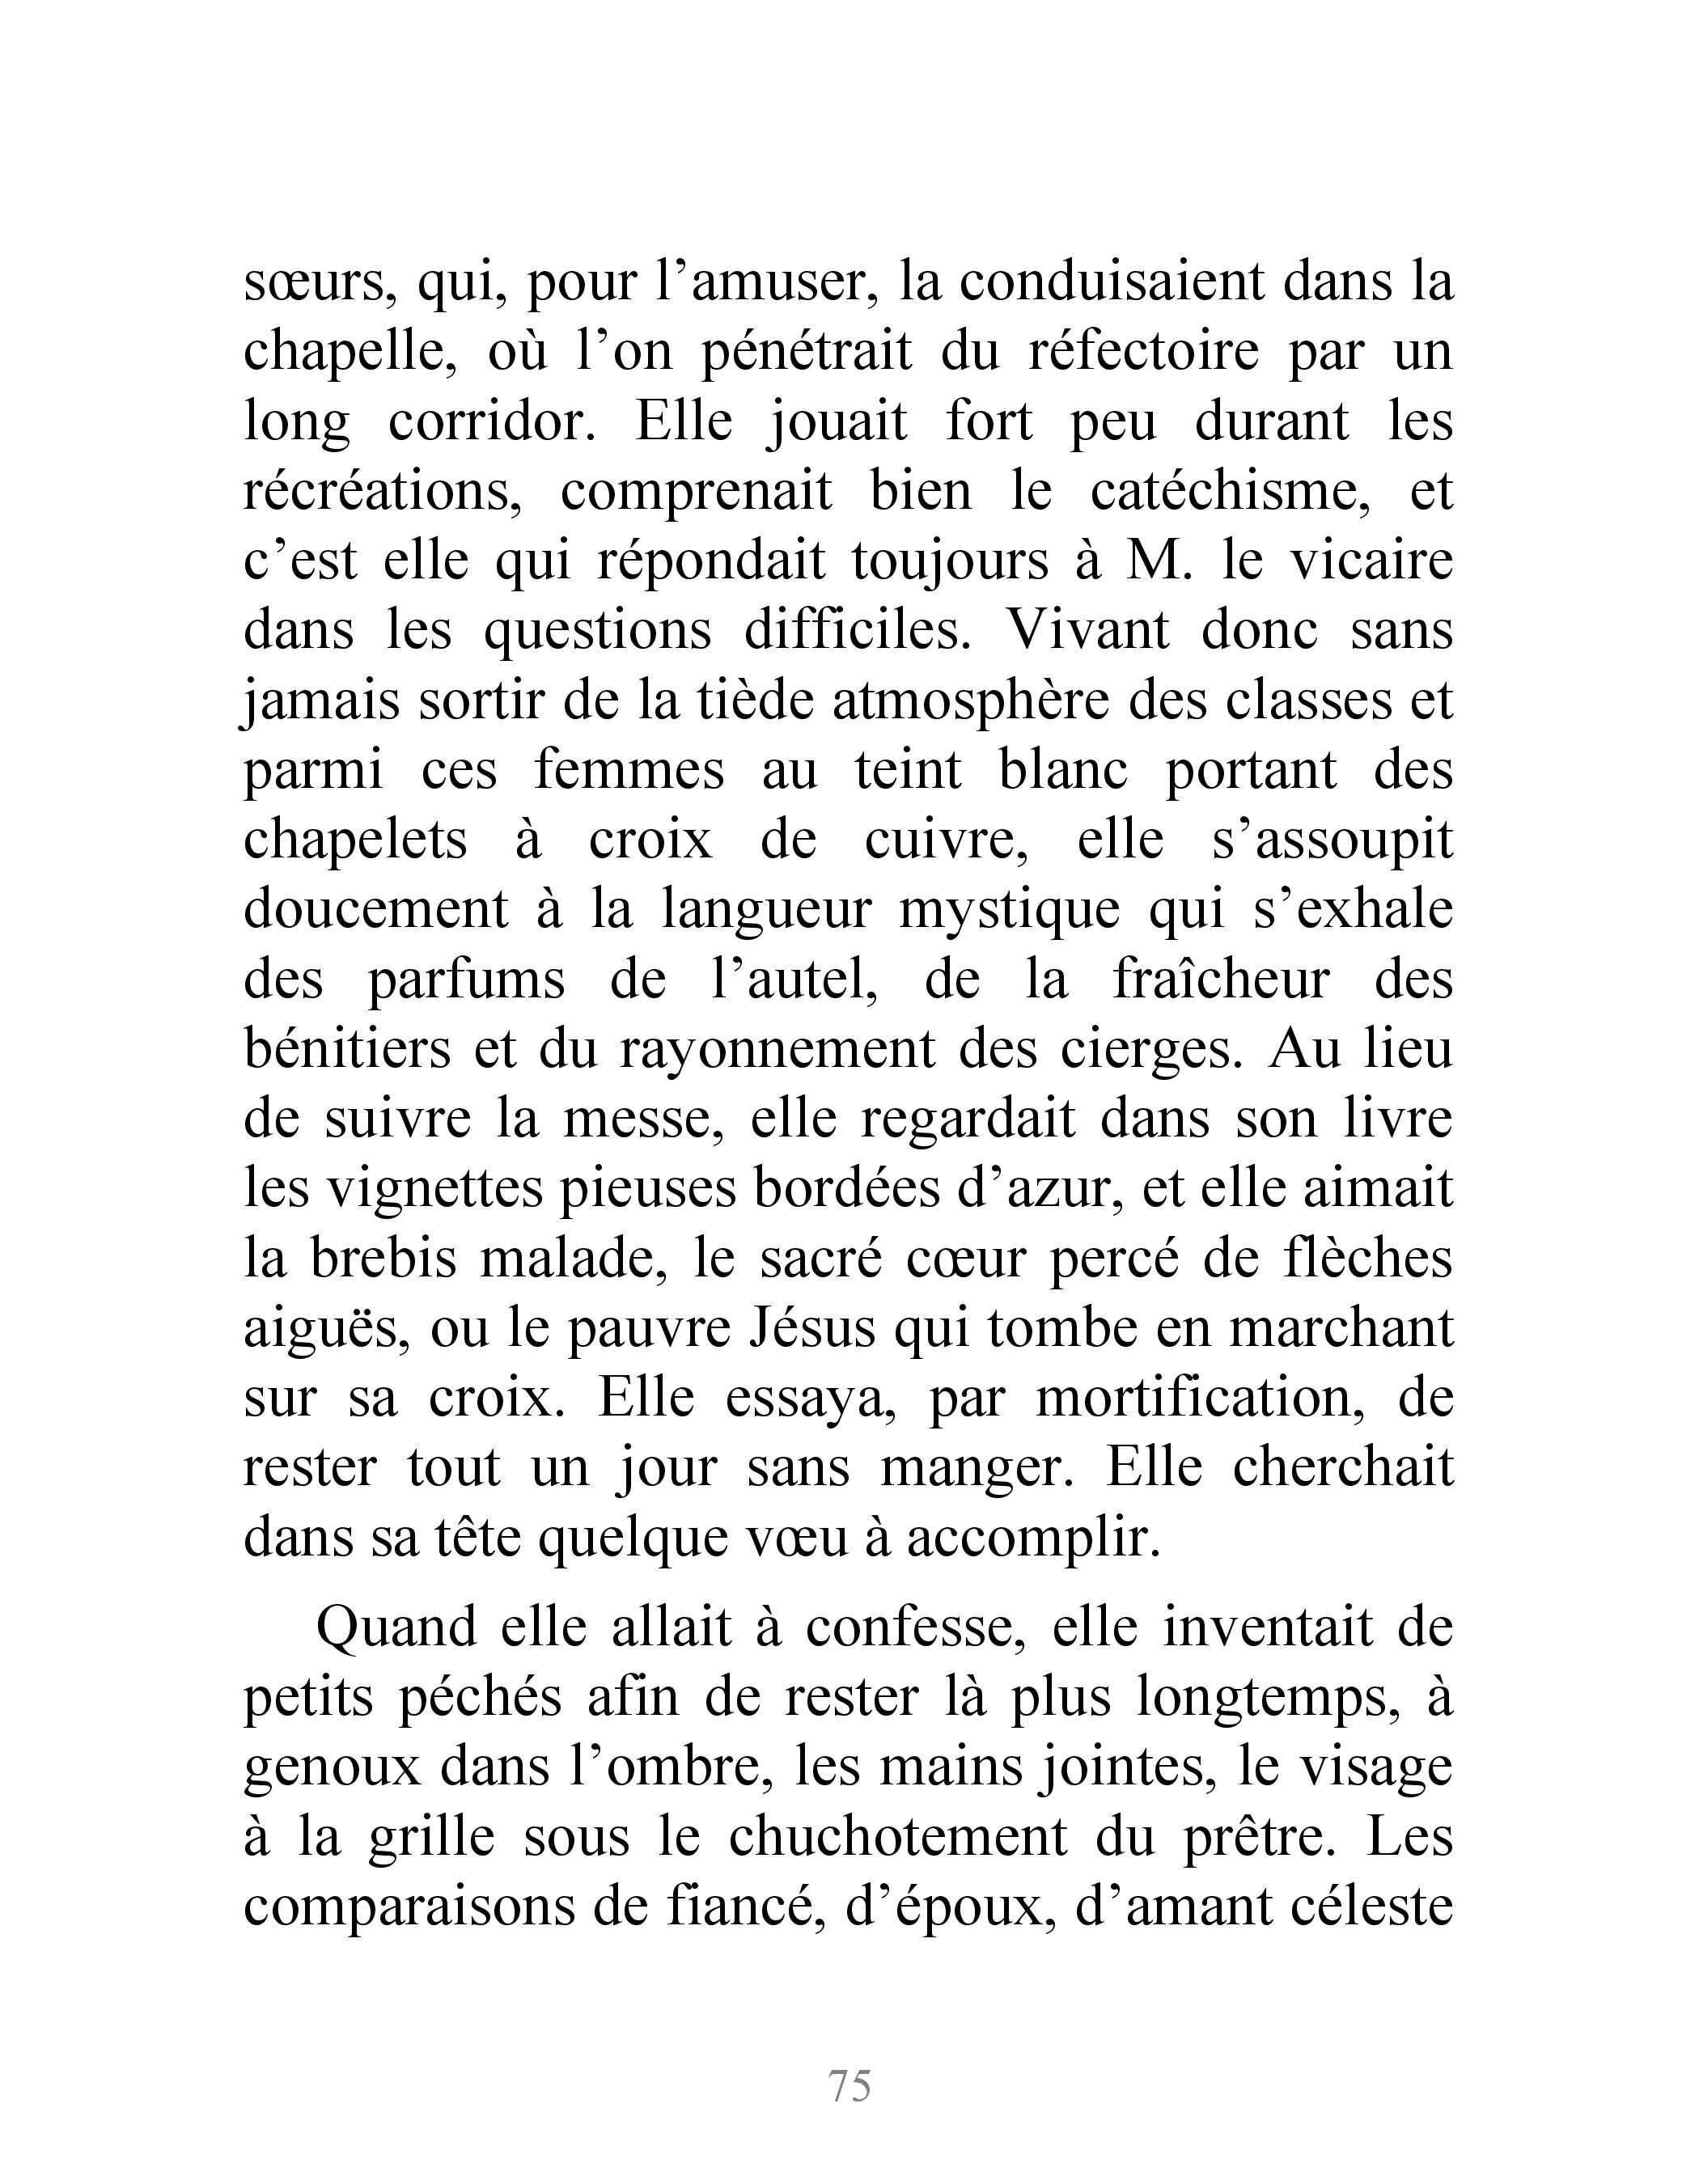 sœurs, qui, pour l’amuser, la conduisaient dans la
chapelle, où l’on pénétrait du réfectoire par un
long corridor. Elle jouait fort peu durant les
récréations, comprenait bien le catéchisme, et
c’est elle qui répondait toujours à M. le vicaire
dans les questions difficiles. Vivant donc sans
jamais sortir de la tiède atmosphère des classes et
parmi ces femmes au teint blanc portant des
chapelets à croix de cuivre, elle s’assoupit
doucement à la langueur mystique qui s’exhale
des parfums de l’autel, de la fraîcheur des
bénitiers et du rayonnement des cierges. Au lieu
de suivre la messe, elle regardait dans son livre
les vignettes pieuses bordées d’azur, et elle aimait
la brebis malade, le sacré cœur percé de flèches
aiguës, ou le pauvre Jésus qui tombe en marchant
sur sa croix. Elle essaya, par mortification, de
rester tout un jour sans manger. Elle cherchait
dans sa tête quelque vœu à accomplir.
Quand elle allait à confesse, elle inventait de
petits péchés afin de rester là plus longtemps, à
genoux dans l’ombre, les mains jointes, le visage
à la grille sous le chuchotement du prêtre. Les
comparaisons de fiancé, d’époux, d’amant céleste
75